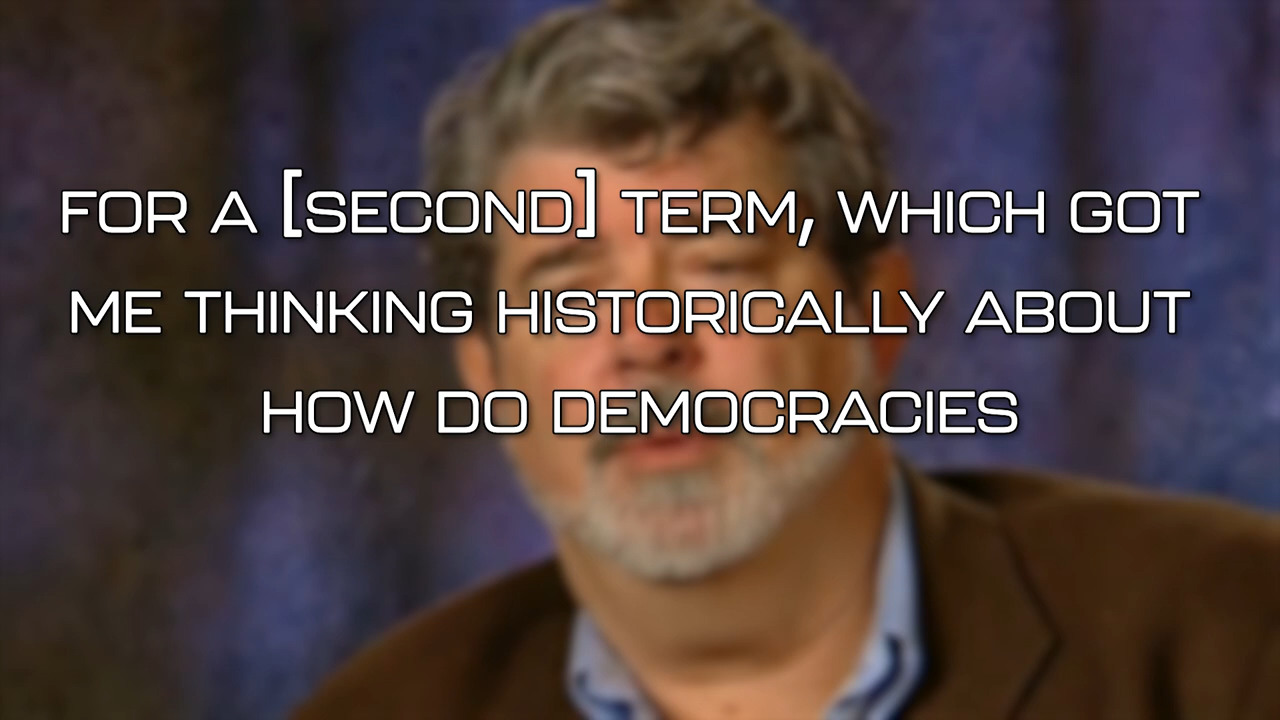 FOR A [SECOND] TERM, WHICH GOT
ME THINKING HISTORICALLY ABOUT
HOW DO DEMOCRACIES